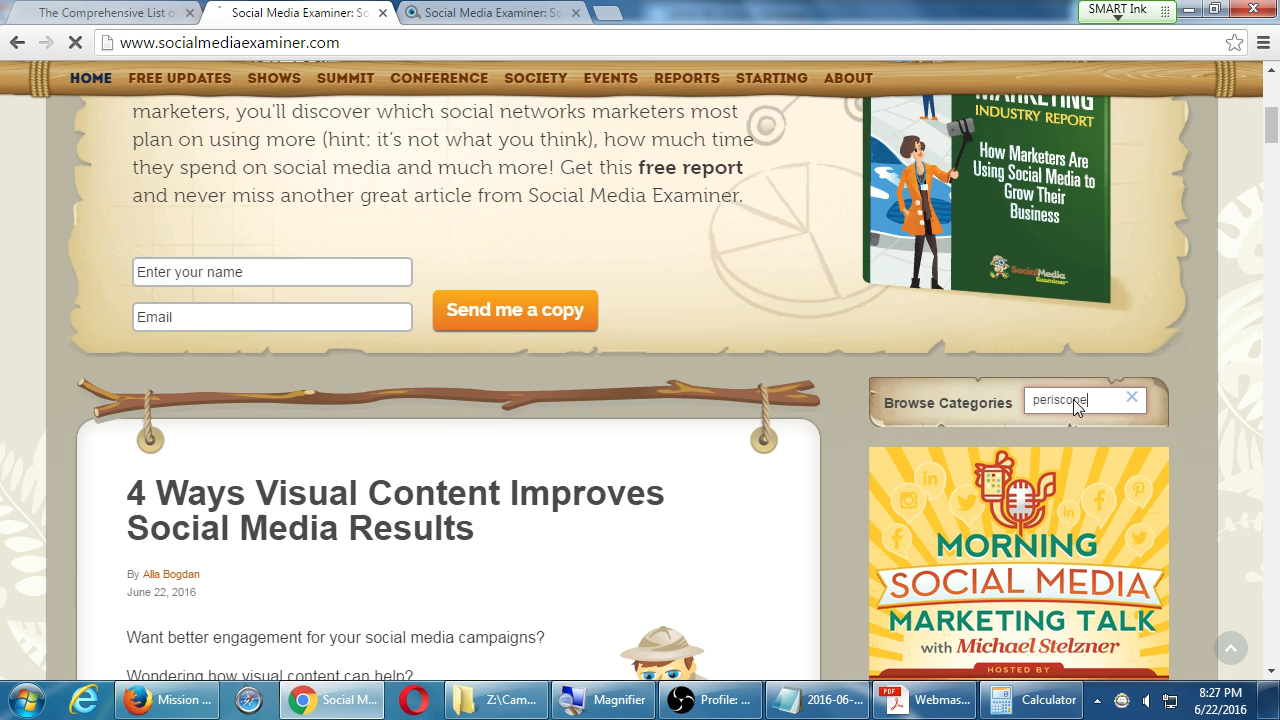 The Comprehensive List o
Social Media Examiner: So
Social Media Examiner: So
SMART Ink
www.socialmediaexaminer.com
HOME FREE UPDATES SHOWS SUMMIT CONFERENCE SOCIETY EVENTS REPORTS STARTING ABOUT
marketers, you'll discover which social networks marketers most
plan on using more (hint: it's not what you think), how much time
they spend on social media and much more! Get this free report
and never miss another great article from Social Media Examiner.
Enter your name
Email
Send me a copy
MARKETING
INDUSTRY REPORT
How Marketers Are
Using Social Media to
Grow Their
Business
SocialMedia
Examiner
Browse Categories
periscope
4 Ways Visual Content Improves
Social Media Results
By Alla Bogdan
June 22, 2016
Want better engagement for your social media campaigns?
Wondering how visual content can help?
MORNING
SOCIAL MEDIA
MARKETING TALK
with Michael Stelzner
HOSTED BY
Mission ...
Social M...
Z:\Cam...
Magnifier
Profile: ...
2016-06-...
PDF
Webmas...
Calculator
8:27 PM
6/22/2016